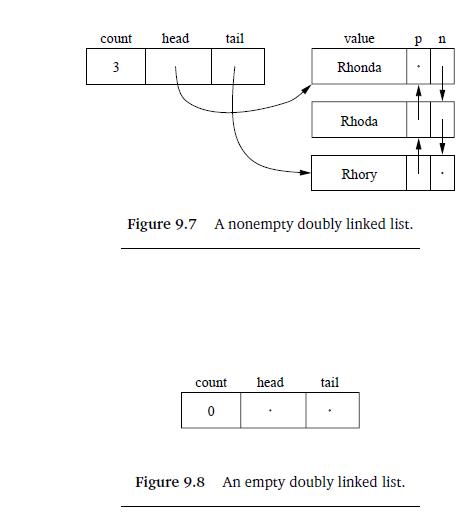 count head tail value p n
3 Rhonda
Rhoda
Rhory
Figure 9.7 A nonempty doubly linked list.
count head tail
0
Figure 9.8 An empty doubly linked list.